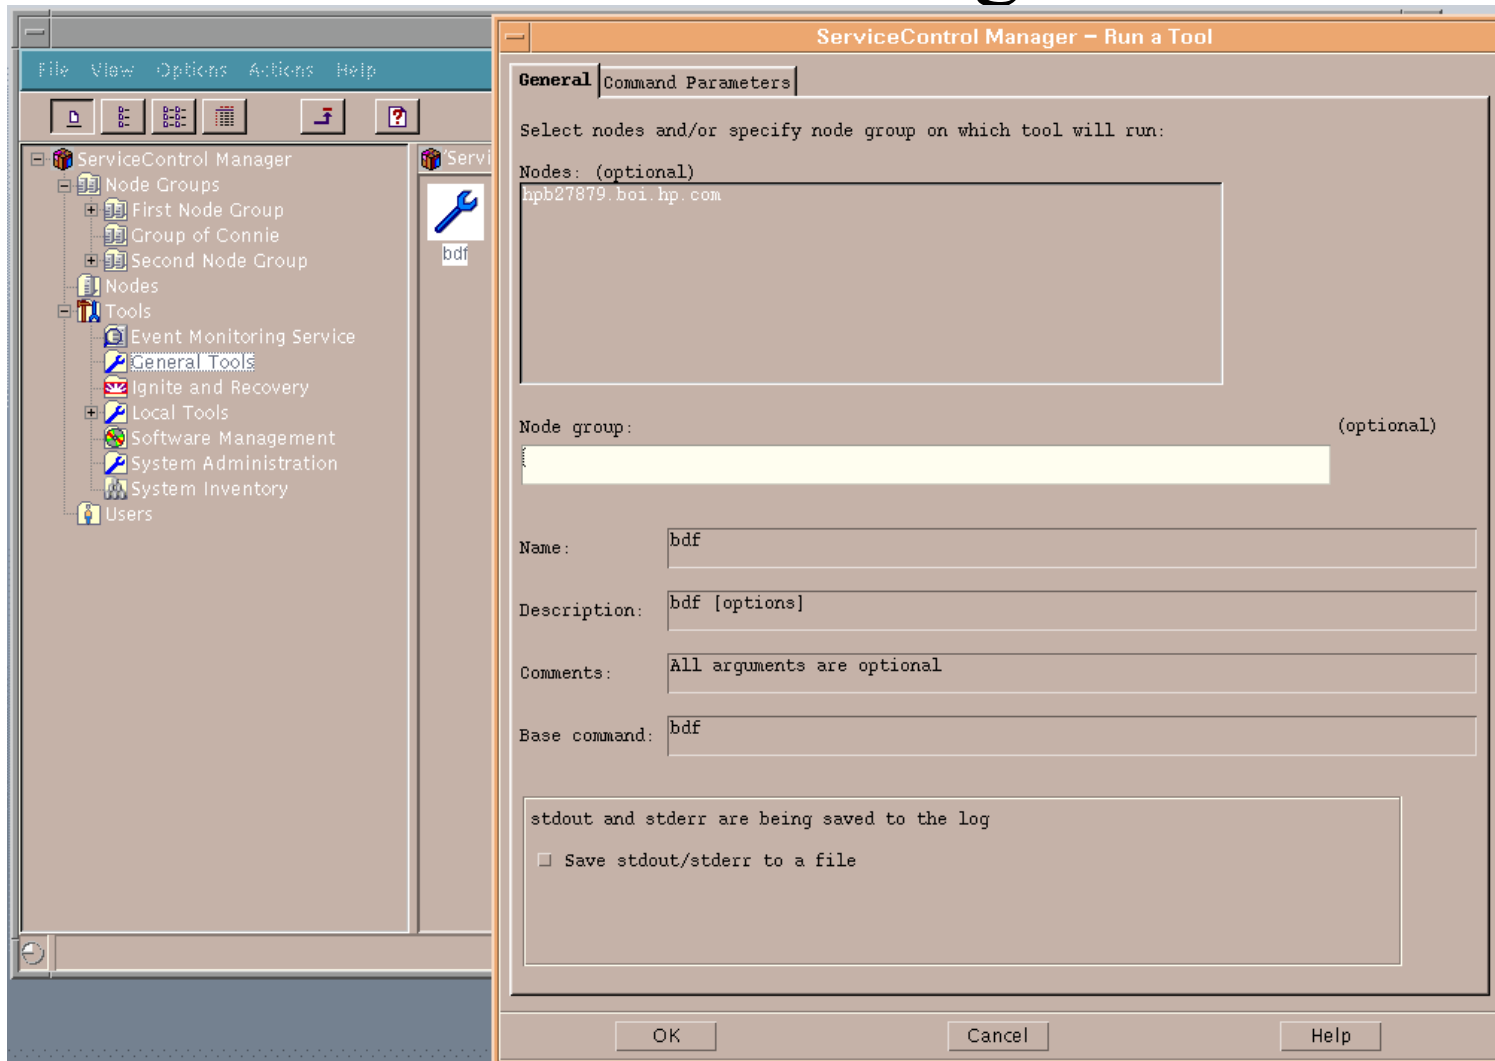 File View Options Actions Help
ServiceControl Manager
Node Groups
First Node Group
Group of Connie
Second Node Group
Nodes
Tools
Event Monitoring Service
General Tools
Ignite and Recovery
Local Tools
Software Management
System Administration
System Inventory
Users
bdf
ServiceControl Manager – Run a Tool
General Command Parameters
Select nodes and/or specify node group on which tool will run:
Nodes: (optional)
hpb27879.boi.hp.com
Node group: (optional)
Name: bdf
Description: bdf [options]
Comments: All arguments are optional
Base command: bdf
stdout and stderr are being saved to the log
Save stdout/stderr to a file
OK Cancel Help